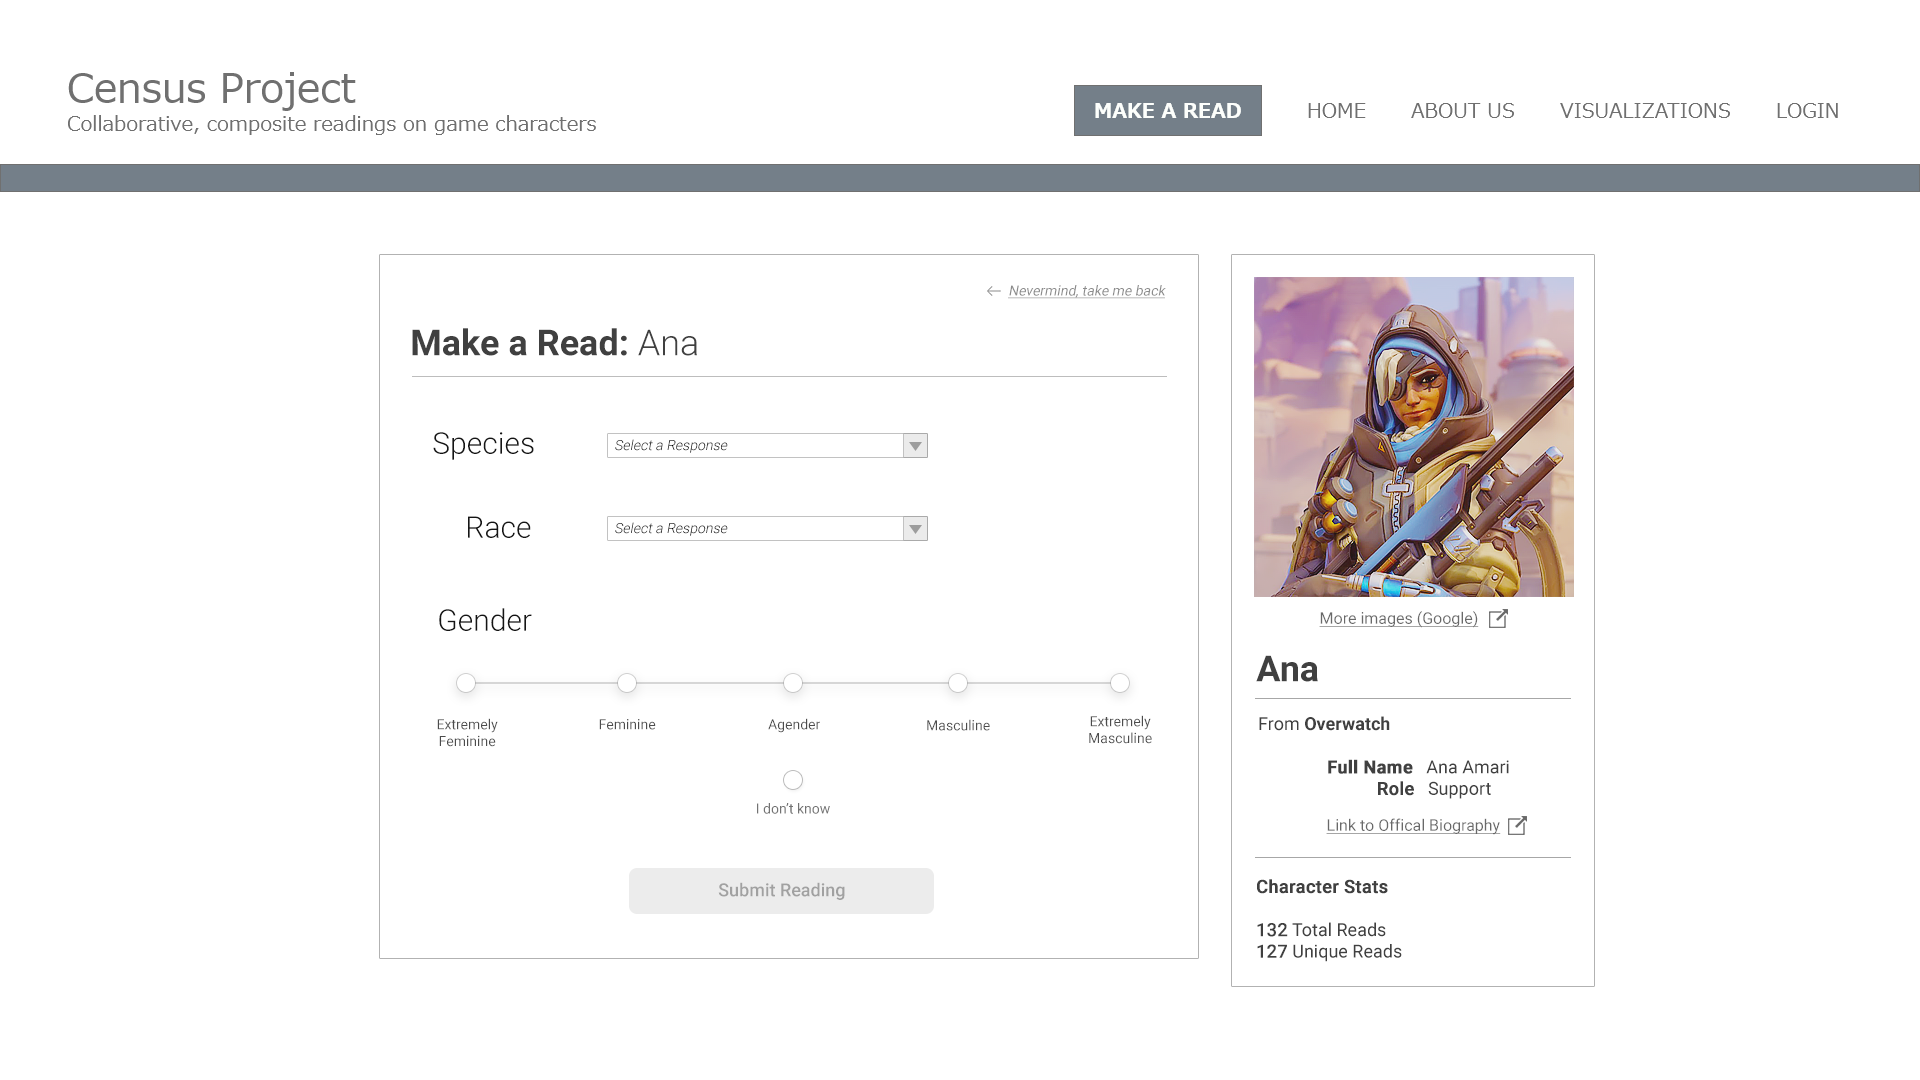 Census Project
Collaborative, composite readings on game characters
MAKE A READ
HOME
ABOUT US
VISUALIZATIONS
LOGIN
Nevermind, take me back
Make a Read: Ana
Species
Select a Response
Race
Select a Response
Gender
Extremely
Feminine
Feminine
Agender
Masculine
Extremely
Masculine
I don't know
Submit Reading
More images (Google)
Ana
From Overwatch
Full Name Ana Amari
Role Support
Link to Offical Biography
Character Stats
132 Total Reads
127 Unique Reads